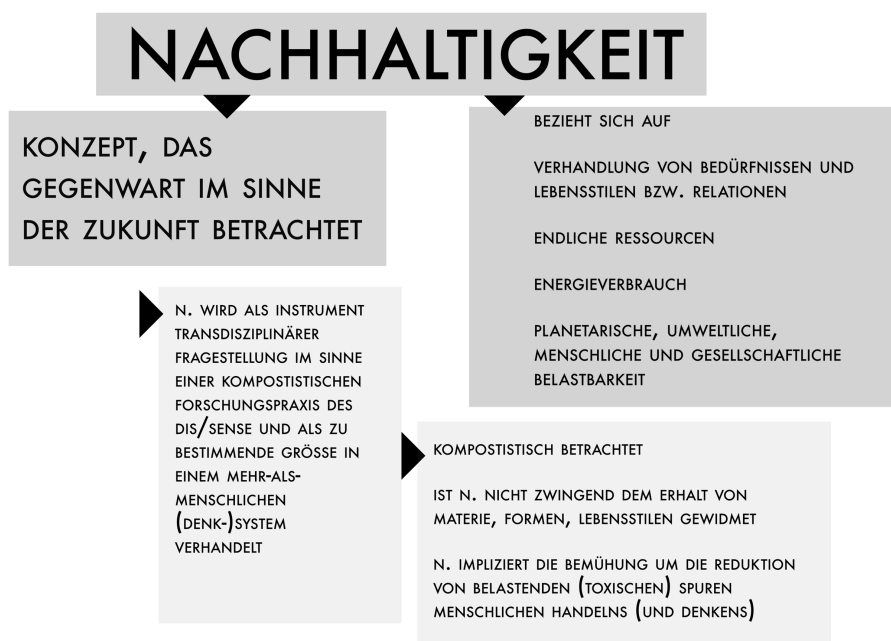 NACHHALTIGKEIT
KONZEPT, DAS
GEGENWART IM SINNE
DER ZUKUNFT BETRACHTET
BEZIEHT SICH AUF
VERHANDLUNG VON BEDÜRFNISSEN UND
LEBENSSTILEN BZW. RELATIONEN
ENDLICHE RESSOURCEN
ENERGIEVERBRAUCH
PLANETARISCHE, UMWELTLICHE,
MENSCHLICHE UND GESELLSCHAFTLICHE
BELASTBARKEIT
N. WIRD ALS INSTRUMENT
TRANSDISZIPLINÄRER
FRAGESTELLUNG IM SINNE
EINER KOMPOSTISTISCHEN
FORSCHUNGSPRAXIS DES
DIS/SENSE UND ALS ZU
BESTIMMENDE GRÖSSE IN
EINEM MEHR-ALS-
MENSCHLICHEN
(DENK-)SYSTEM
VERHANDELT
KOMPOSTISTISCH BETRACHTET
IST N. NICHT ZWINGEND DEM ERHALT VON
MATERIE, FORMEN, LEBENSSTILEN GEWIDMET
N. IMPLIZIERT DIE BEMÜHUNG UM DIE REDUKTION
VON BELASTENDEN (TOXISCHEN) SPUREN
MENSCHLICHEN HANDELNS (UND DENKENS)